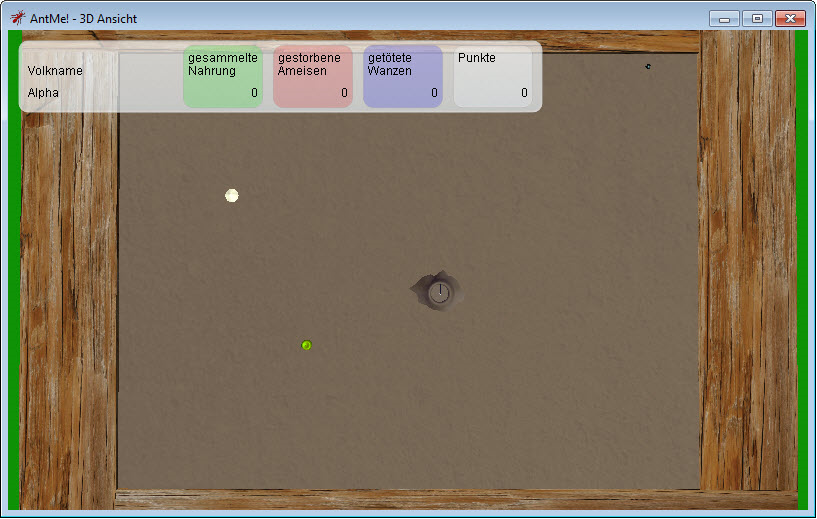 AntMe! - 3D Ansicht
gesammelte gestorbene getötete Punkte
Volkname Nahrung Ameisen Wanzen
Alpha 0 0 0 0